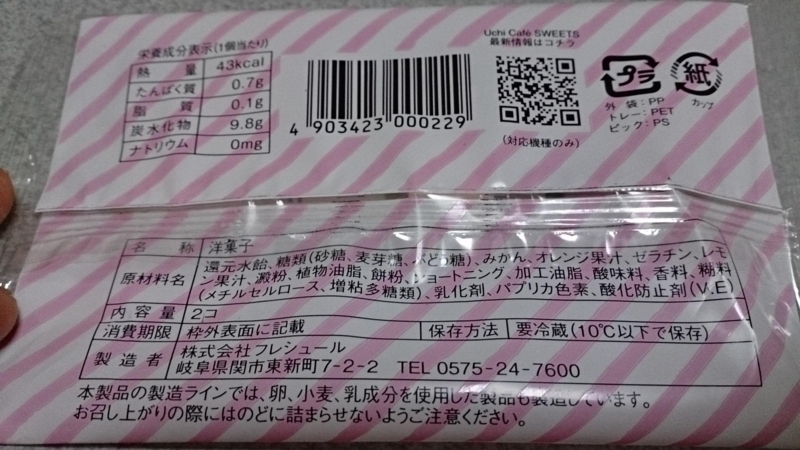 Uchi Café SWEETS
最新情報はコチラ
栄養成分表示(1個当たり)
熱 量 43kcal
たんぱく質 0.7g
脂 質 0.1g
炭水化物 9.8g
ナトリウム 0mg
4 903423 000229
(対応機種のみ)
プラ 紙
外 袋:PP カップ
トレー:PET
ピック:PS
名 称 洋菓子
原材料名 還元水飴、糖類(砂糖、麦芽糖、ぶどう糖)、みかん、オレンジ果汁、ゼラチン、レモ
ン果汁、澱粉、植物油脂、餅粉、ショートニング、加工油脂、酸味料、香料、糊料
(メチルセルロース、増粘多糖類)、乳化剤、パプリカ色素、酸化防止剤(V.E)
内容量 2コ
消費期限 枠外表面に記載 保存方法 要冷蔵(10℃以下で保存)
製造者 株式会社フレシュール
岐阜県関市東新町7-2-2 TEL 0575-24-7600
本製品の製造ラインでは、卵、小麦、乳成分を使用した製品も製造しています。
お召し上がりの際にはのどに詰まらせないようご注意ください。